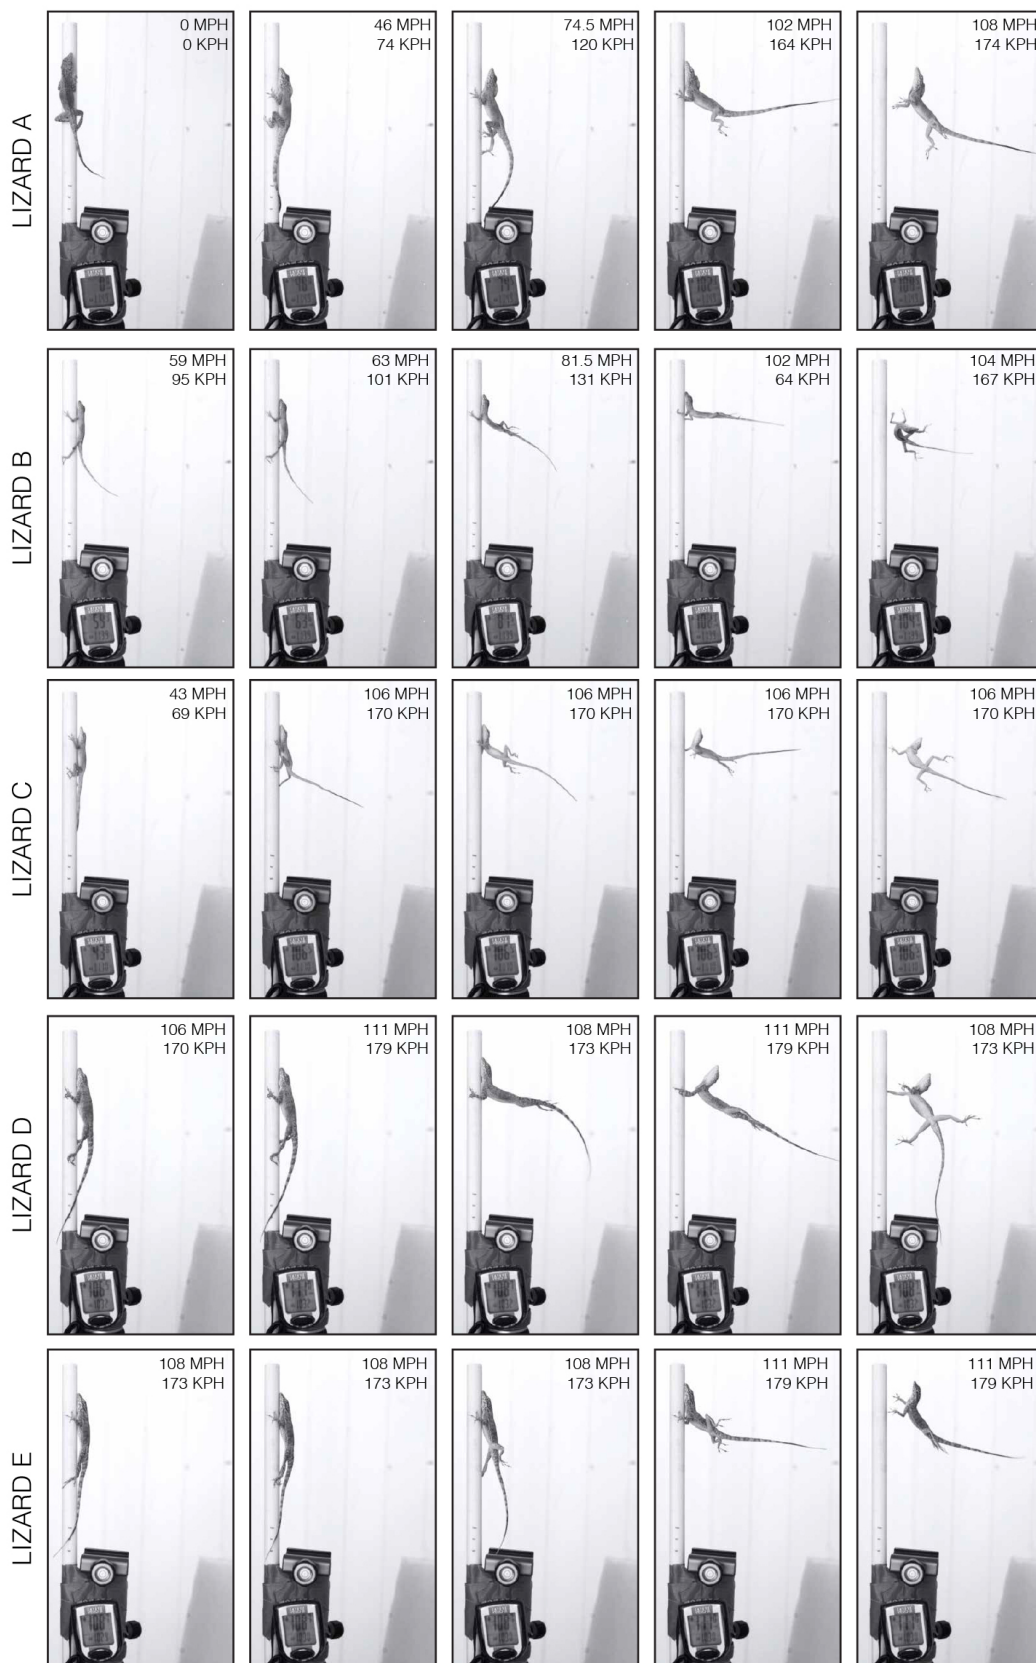 LIZARD A
0 MPH
0 KPH
46 MPH
74 KPH
74.5 MPH
120 KPH
102 MPH
164 KPH
108 MPH
174 KPH
LIZARD B
59 MPH
95 KPH
63 MPH
101 KPH
81.5 MPH
131 KPH
102 MPH
64 KPH
104 MPH
167 KPH
LIZARD C
43 MPH
69 KPH
106 MPH
170 KPH
106 MPH
170 KPH
106 MPH
170 KPH
106 MPH
170 KPH
LIZARD D
106 MPH
170 KPH
111 MPH
179 KPH
108 MPH
173 KPH
111 MPH
179 KPH
108 MPH
173 KPH
LIZARD E
108 MPH
173 KPH
108 MPH
173 KPH
108 MPH
173 KPH
111 MPH
179 KPH
111 MPH
179 KPH